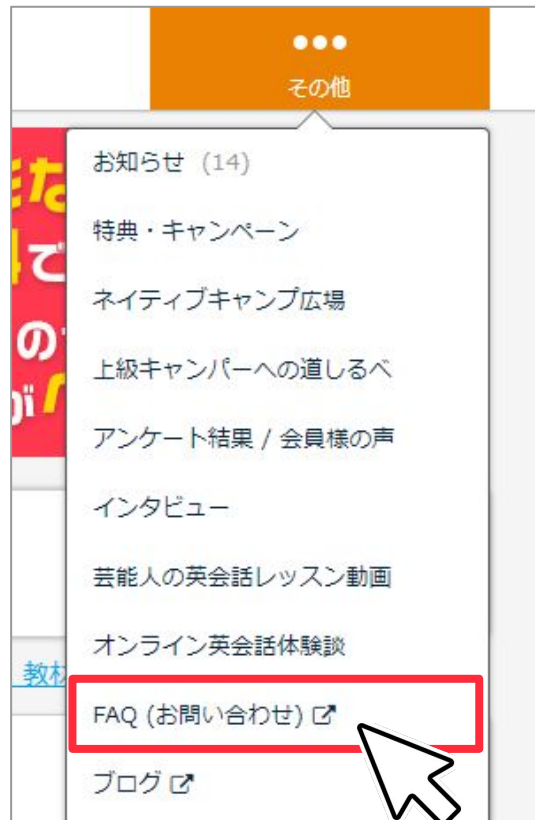 その他
お知らせ (14)
特典・キャンペーン
ネイティブキャンプ広場
上級キャンパーへの道しるべ
アンケート結果 / 会員様の声
インタビュー
芸能人の英会話レッスン動画
オンライン英会話体験談
教材
FAQ (お問い合わせ)
ブログ